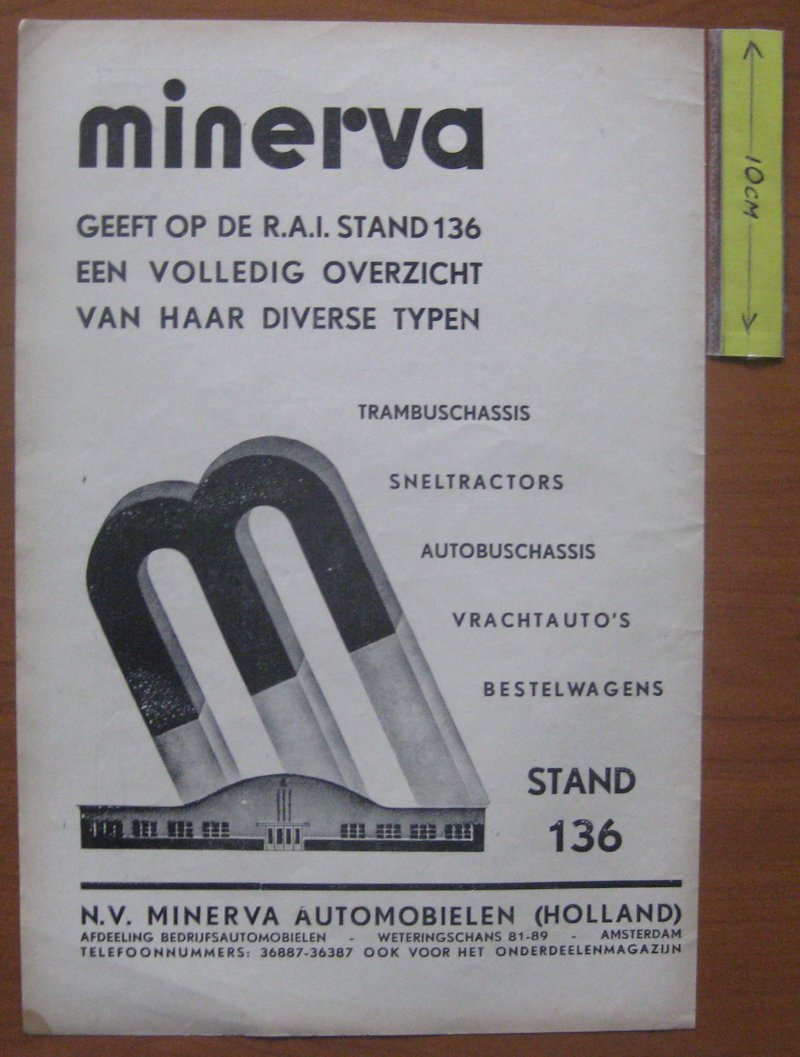 minerva
GEEFT OP DE R.A.I. STAND 136
EEN VOLLEDIG OVERZICHT
VAN HAAR DIVERSE TYPEN
TRAMBUSCHASSIS
SNELTRACTORS
AUTOBUSCHASSIS
VRACHTAUTO'S
BESTELWAGENS
STAND
136
N.V. MINERVA AUTOMOBIELEN (HOLLAND)
AFDEELING BEDRIJFSAUTOMOBIELEN - WETERINGSCHANS 81-89 - AMSTERDAM
TELEFOONNUMMERS: 36887-36387 OOK VOOR HET ONDERDEELENMAGAZIJN
10CM